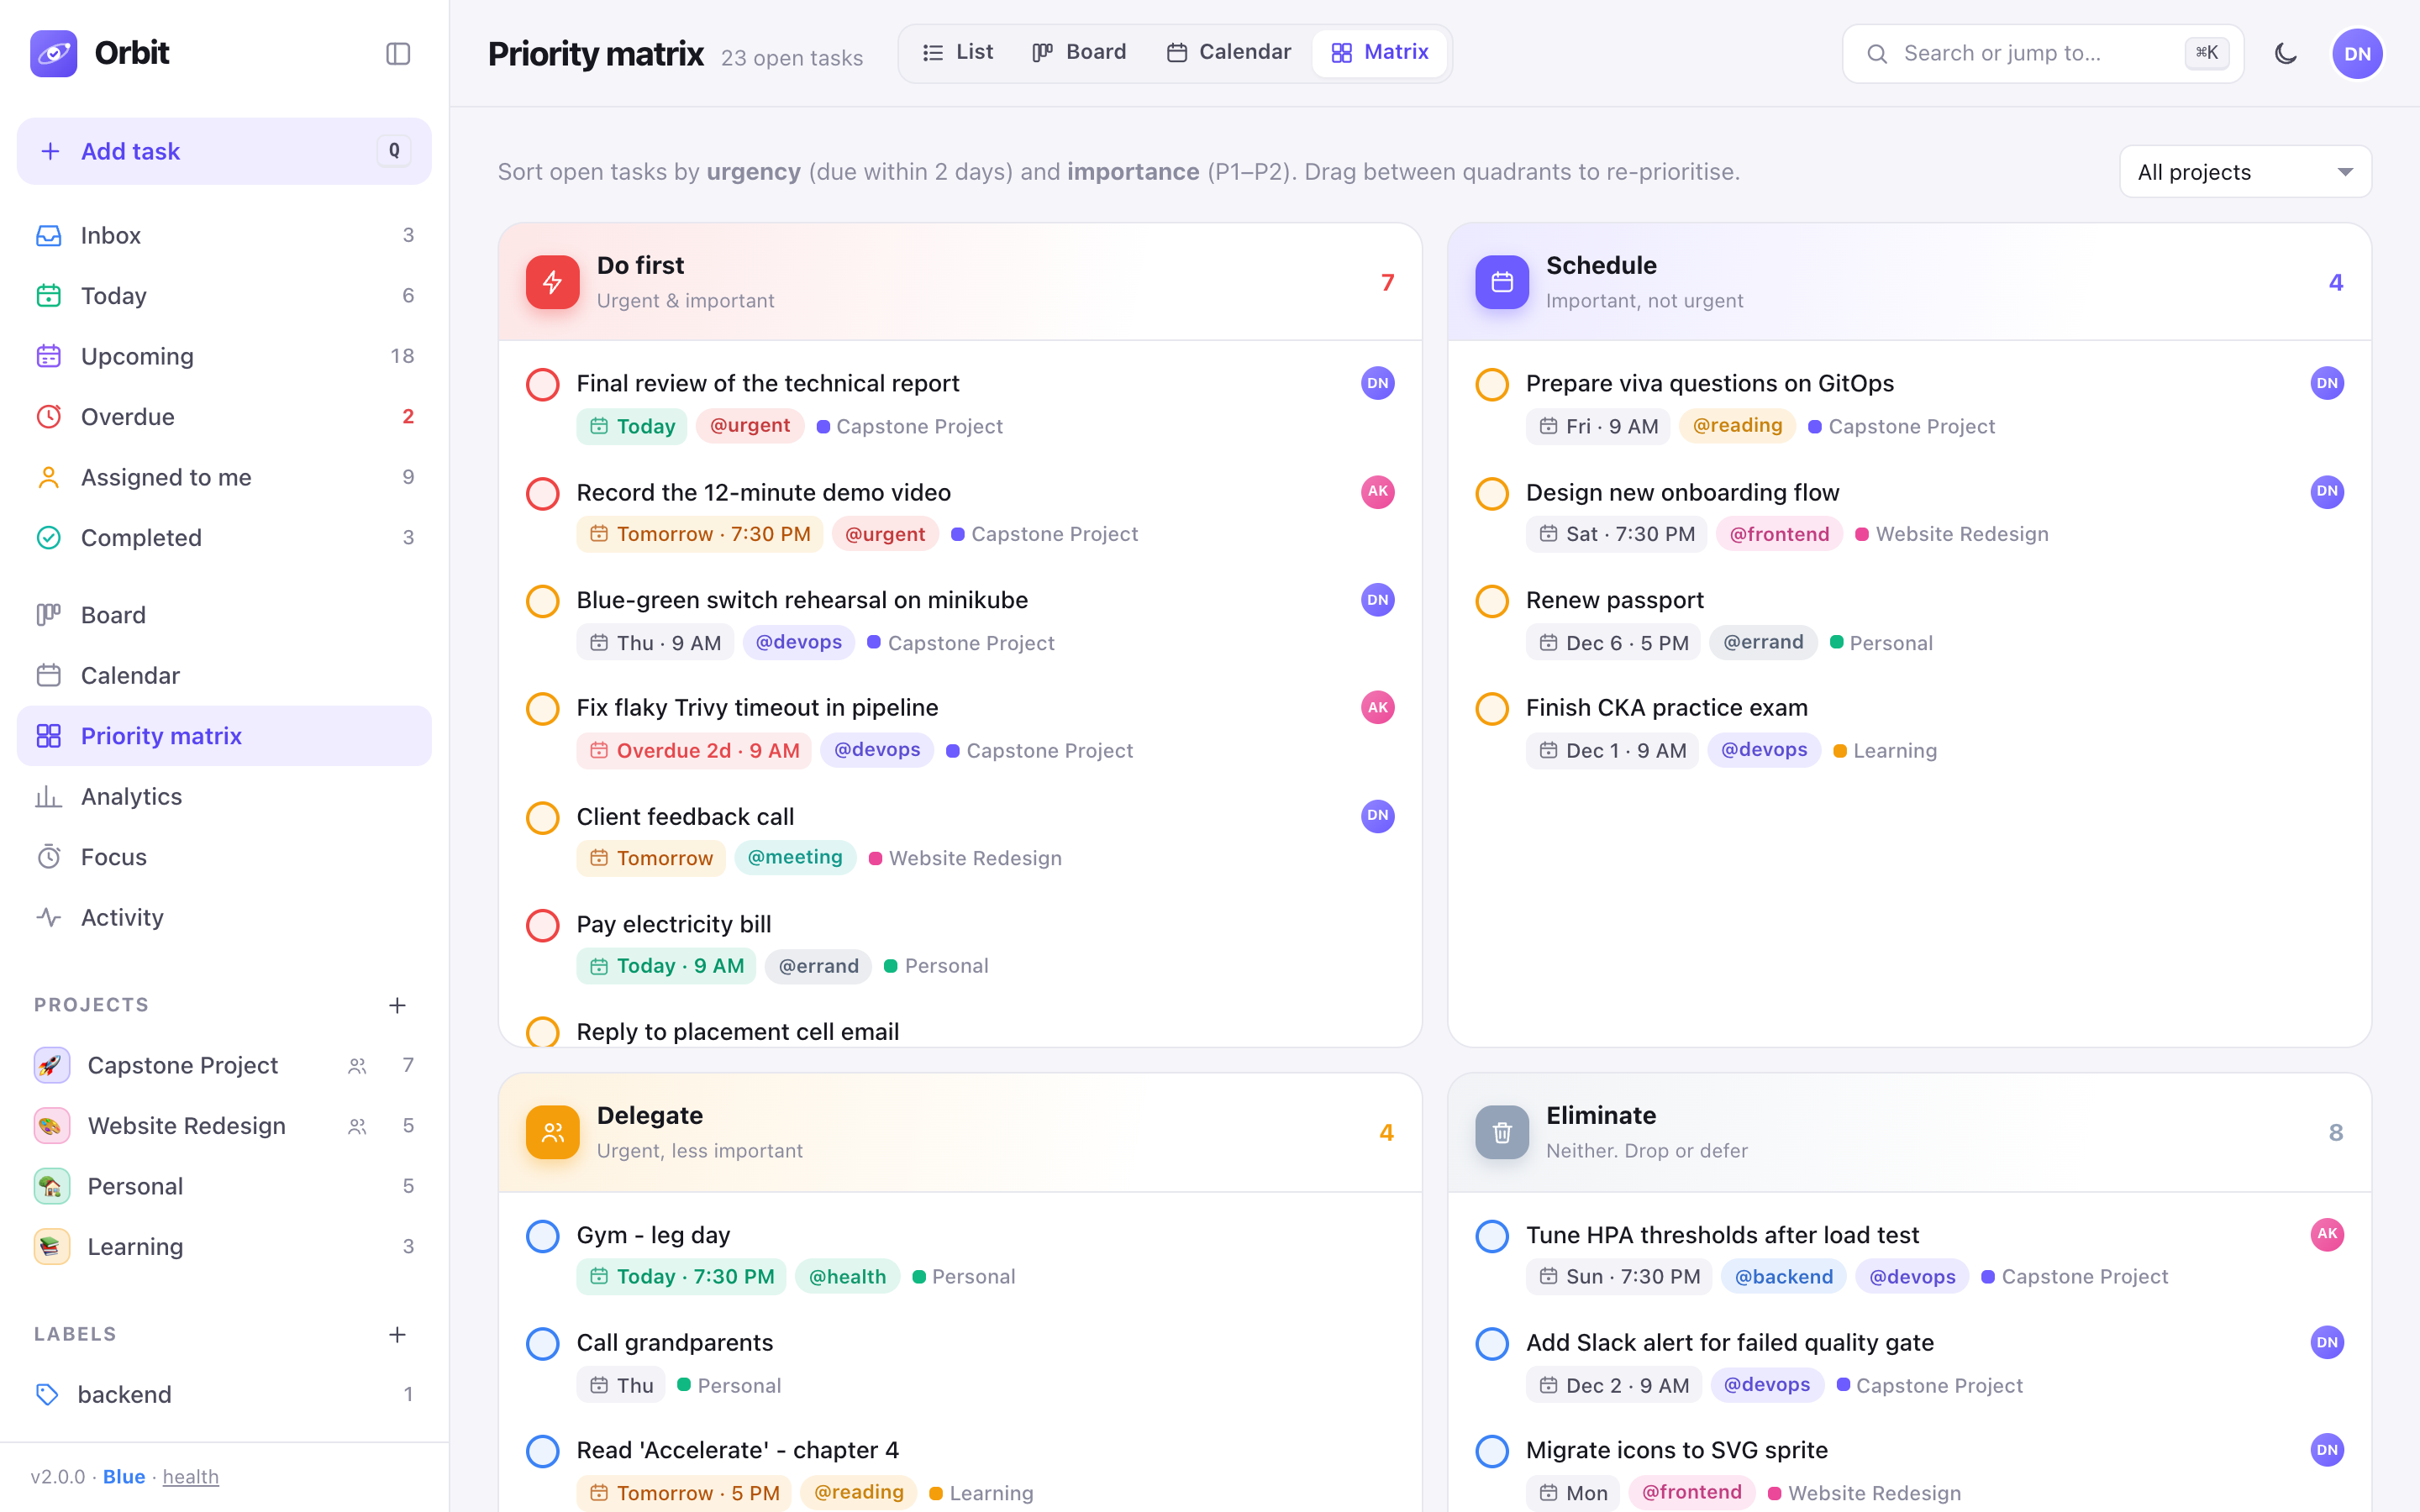 Orbit
Add task Q
Inbox 3
Today 6
Upcoming 18
Overdue 2
Assigned to me 9
Completed 3
Board
Calendar
Priority matrix
Analytics
Focus
Activity
PROJECTS
Capstone Project 7
Website Redesign 5
Personal 5
Learning 3
LABELS
backend 1
v2.0.0 · Blue · health
Priority matrix 23 open tasks
List Board Calendar Matrix
Search or jump to... ⌘K
DN
Sort open tasks by urgency (due within 2 days) and importance (P1–P2). Drag between quadrants to re-prioritise.
All projects
Do first
Urgent & important
7
Final review of the technical report DN
Today @urgent Capstone Project
Record the 12-minute demo video AK
Tomorrow · 7:30 PM @urgent Capstone Project
Blue-green switch rehearsal on minikube DN
Thu · 9 AM @devops Capstone Project
Fix flaky Trivy timeout in pipeline AK
Overdue 2d · 9 AM @devops Capstone Project
Client feedback call DN
Tomorrow @meeting Website Redesign
Pay electricity bill
Today · 9 AM @errand Personal
Reply to placement cell email
Schedule
Important, not urgent
4
Prepare viva questions on GitOps DN
Fri · 9 AM @reading Capstone Project
Design new onboarding flow DN
Sat · 7:30 PM @frontend Website Redesign
Renew passport
Dec 6 · 5 PM @errand Personal
Finish CKA practice exam
Dec 1 · 9 AM @devops Learning
Delegate
Urgent, less important
4
Gym - leg day
Today · 7:30 PM @health Personal
Call grandparents
Thu Personal
Read 'Accelerate' - chapter 4
Tomorrow · 5 PM @reading Learning
Eliminate
Neither. Drop or defer
8
Tune HPA thresholds after load test AK
Sun · 7:30 PM @backend @devops Capstone Project
Add Slack alert for failed quality gate DN
Dec 2 · 9 AM @devops Capstone Project
Migrate icons to SVG sprite DN
Mon @frontend Website Redesign